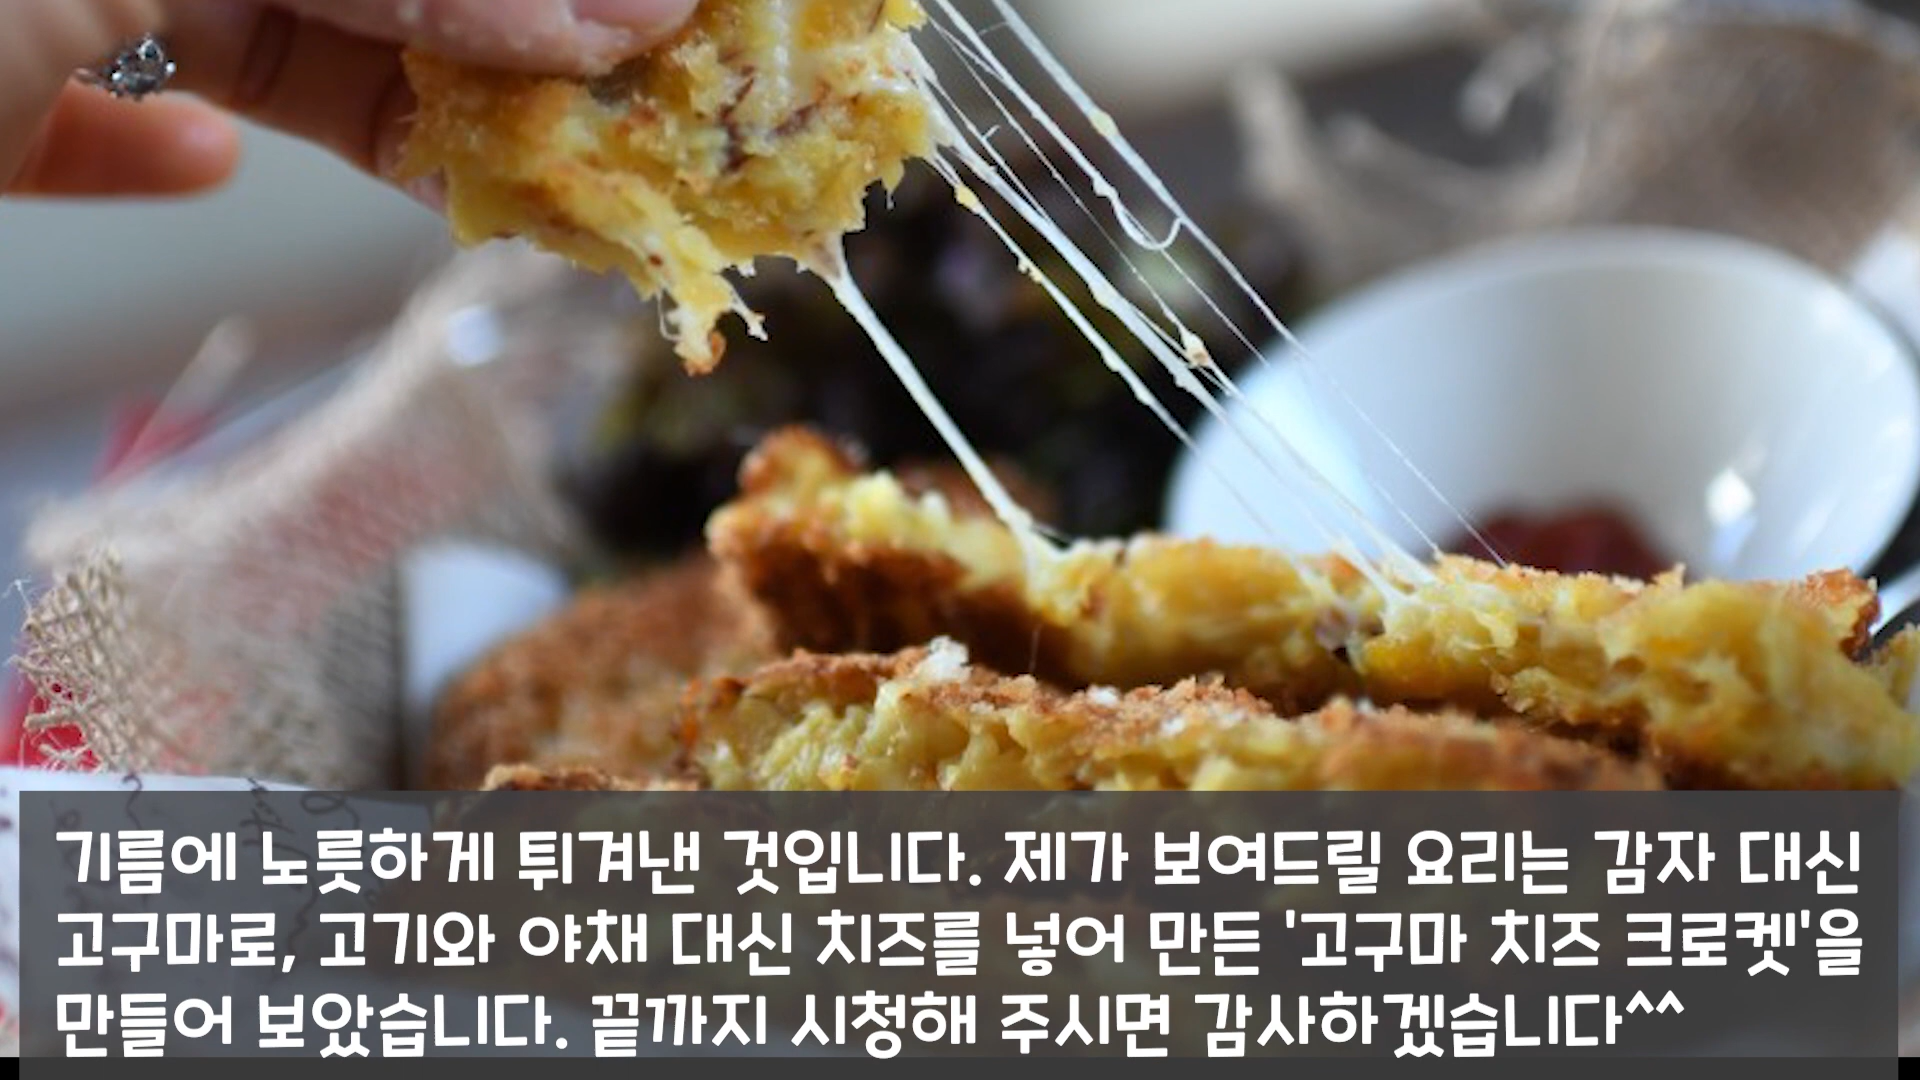 기름에 노릇하게 튀겨낸 것입니다. 제가 보여드릴 요리는 감자 대신
고구마로, 고기와 야채 대신 치즈를 넣어 만든 '고구마 치즈 크로켓'을
만들어 보았습니다. 끝까지 시청해 주시면 감사하겠습니다^^